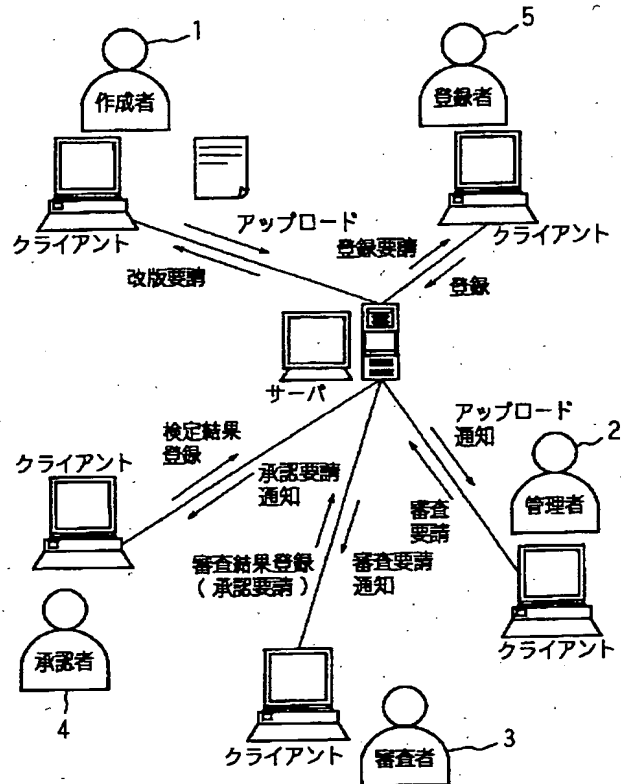 1
作成者
クライアント
アップロード
改版要請
5
登録者
クライアント
登録要請
登録
サーバ
検定結果
登録
承認要請
通知
クライアント
承認者
4
審査結果登録
(承認要請)
審査要請
通知
クライアント
審査者
3
アップロード
通知
審査
要請
2
管理者
クライアント